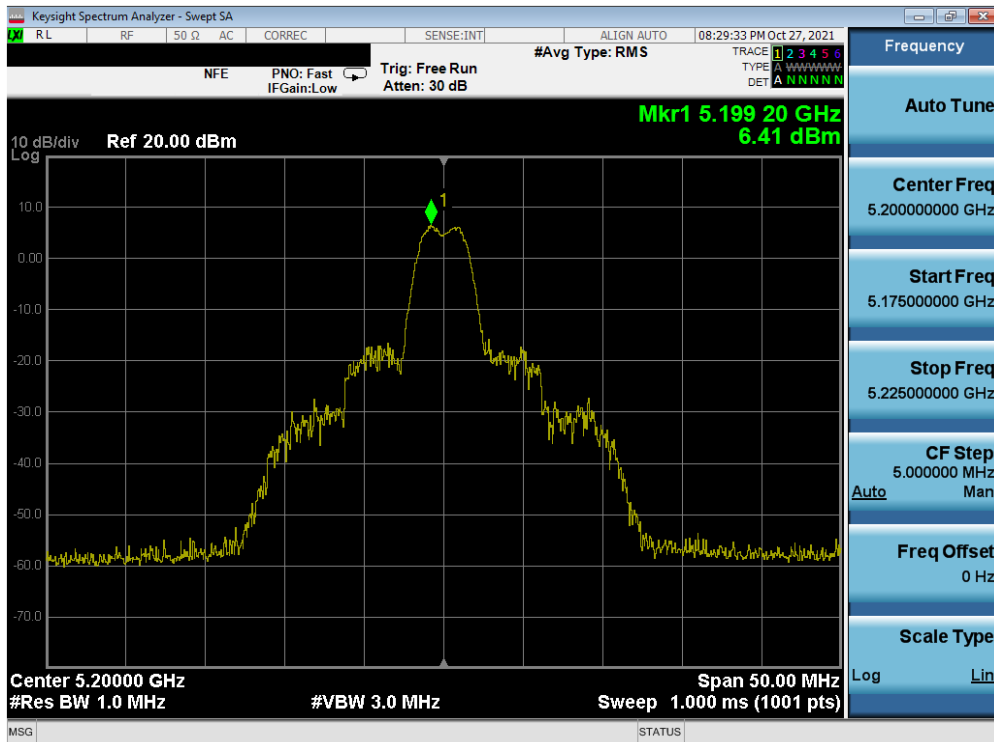 Keysight Spectrum Analyzer - Swept SA
LXI RL RF 50 Ω AC CORREC SENSE:INT ALIGN AUTO 08:29:33 PM Oct 27, 2021
NFE PNO: Fast Trig: Free Run #Avg Type: RMS TRACE 1 2 3 4 5 6
IFGain:Low Atten: 30 dB TYPE A WWWWW
DET A N N N N N
Mkr1 5.199 20 GHz
6.41 dBm
10 dB/div Ref 20.00 dBm
Log
1
10.0
0.00
-10.0
-20.0
-30.0
-40.0
-50.0
-60.0
-70.0
Center 5.20000 GHz Span 50.00 MHz
#Res BW 1.0 MHz #VBW 3.0 MHz Sweep 1.000 ms (1001 pts)
MSG STATUS
Frequency
Auto Tune
Center Freq
5.200000000 GHz
Start Freq
5.175000000 GHz
Stop Freq
5.225000000 GHz
CF Step
5.000000 MHz
Auto Man
Freq Offset
0 Hz
Scale Type
Log Lin